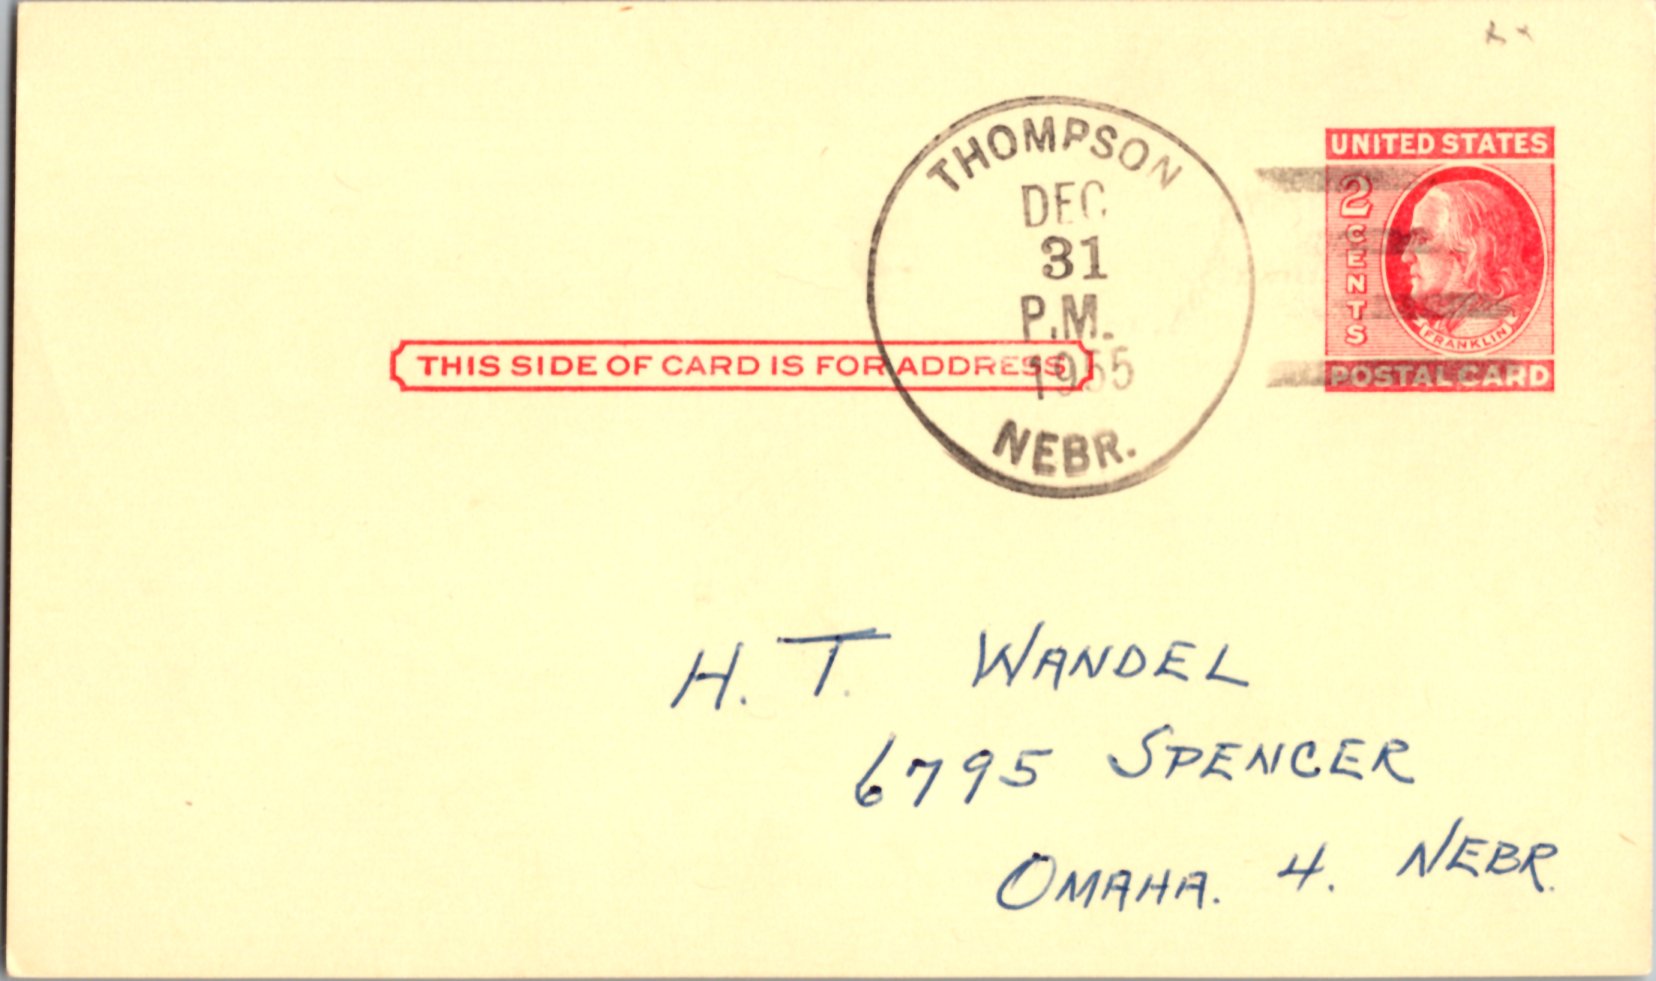 THOMPSON
DEC
31
P.M.
1955
NEBR.
UNITED STATES
2
CENTS
FRANKLIN
POSTAL CARD
THIS SIDE OF CARD IS FOR ADDRESS
H. T. WANDEL
6795 SPENCER
OMAHA. 4. NEBR.